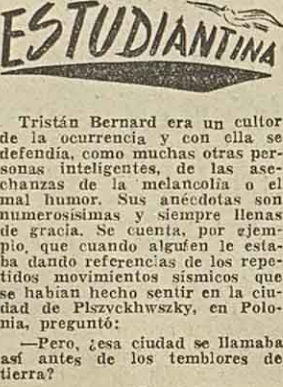 ESTUDIANTINA
Tristán Bernard era un cultor
de la ocurrencia y con ella se
defendía, como muchas otras per-
sonas inteligentes, de las ase-
chanzas de la melancolía o el
mal humor. Sus anécdotas son
numerosísimas y siempre llenas
de gracia. Se cuenta, por ejem-
plo, que cuando alguien le esta-
ba dando referencias de los repe-
tidos movimientos sísmicos que
se habían hecho sentir en la ciu-
dad de Plszvckhwszky, en Polo-
nia, preguntó:
—Pero, ¿esa ciudad se llamaba
así antes de los temblores de
tierra?